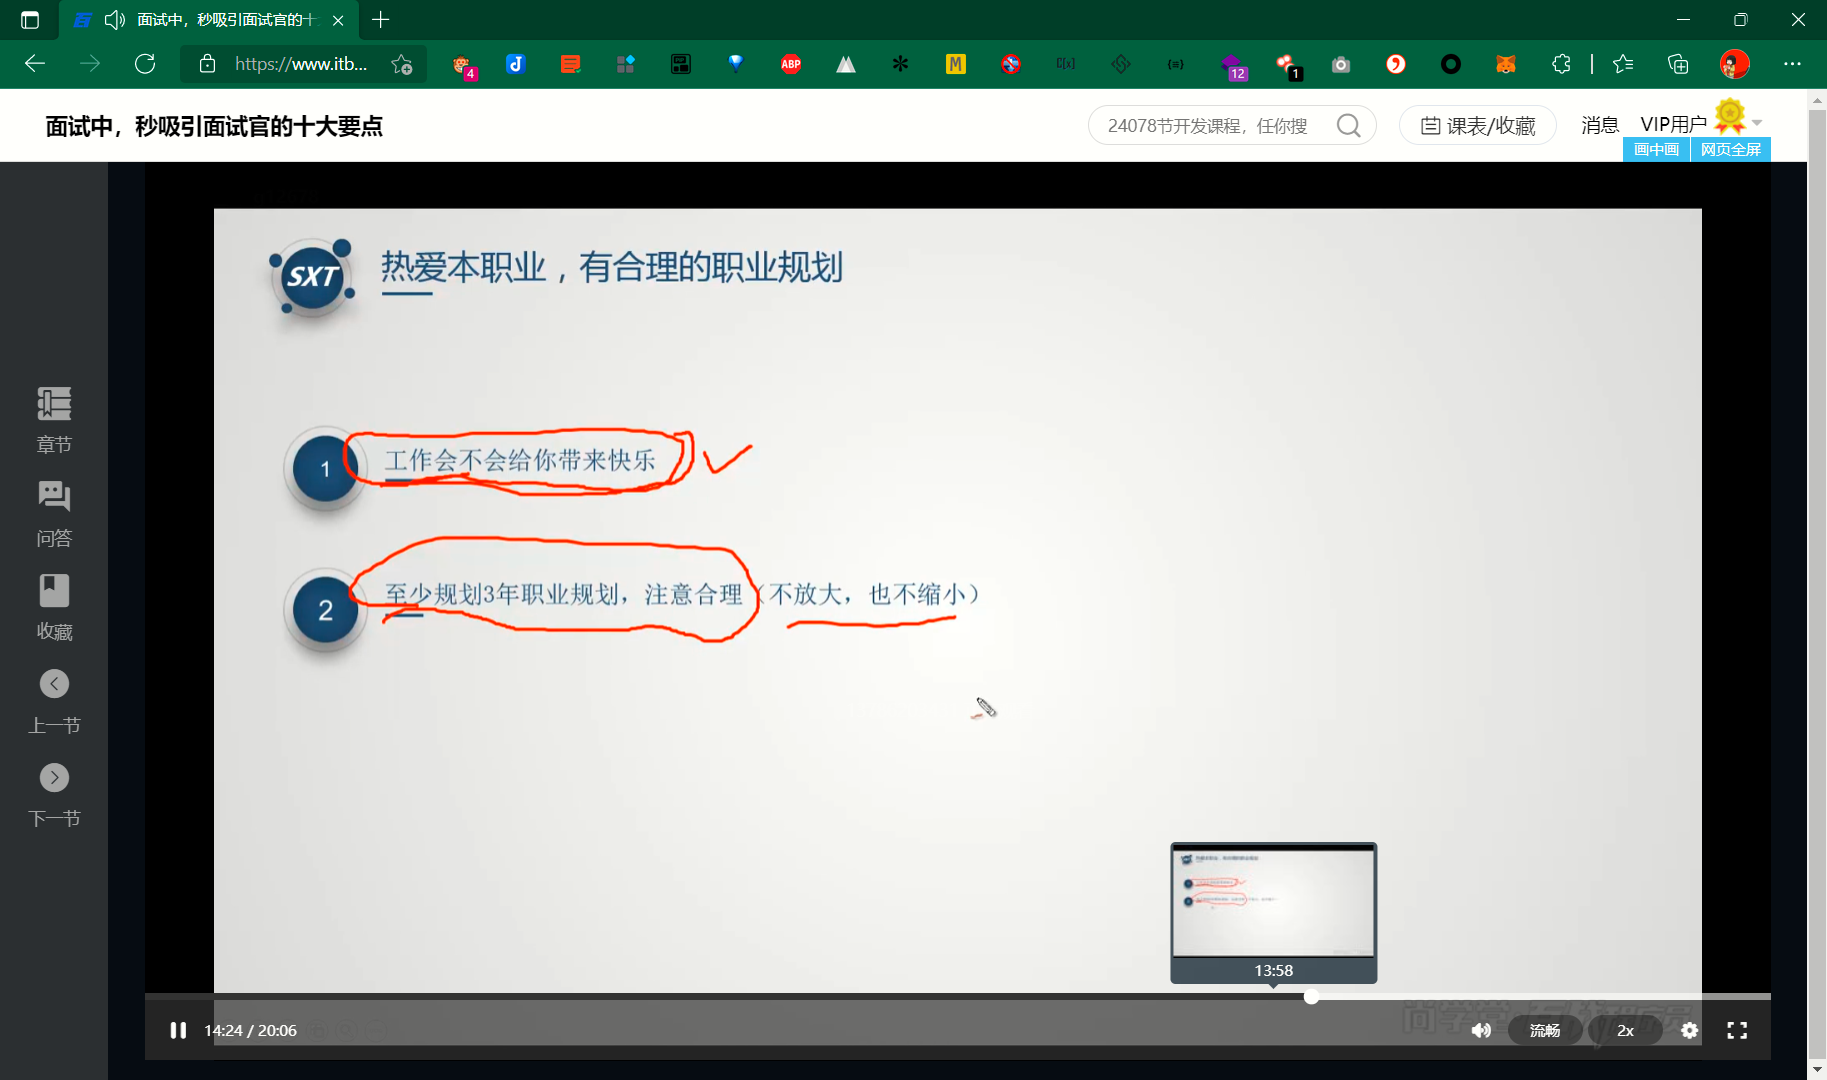 面试中，秒吸引面试官的十
https://www.itb...
4
ABP
M
C[x]
{≡}
12
1
面试中，秒吸引面试官的十大要点
24078节开发课程，任你搜
课表/收藏
消息
VIP用户
画中画
网页全屏
SXT
热爱本职业，有合理的职业规划
章节
问答
收藏
上一节
下一节
1
工作会不会给你带来快乐
2
至少规划3年职业规划，注意合理（不放大，也不缩小）
13:58
14:24 / 20:06
流畅
2x